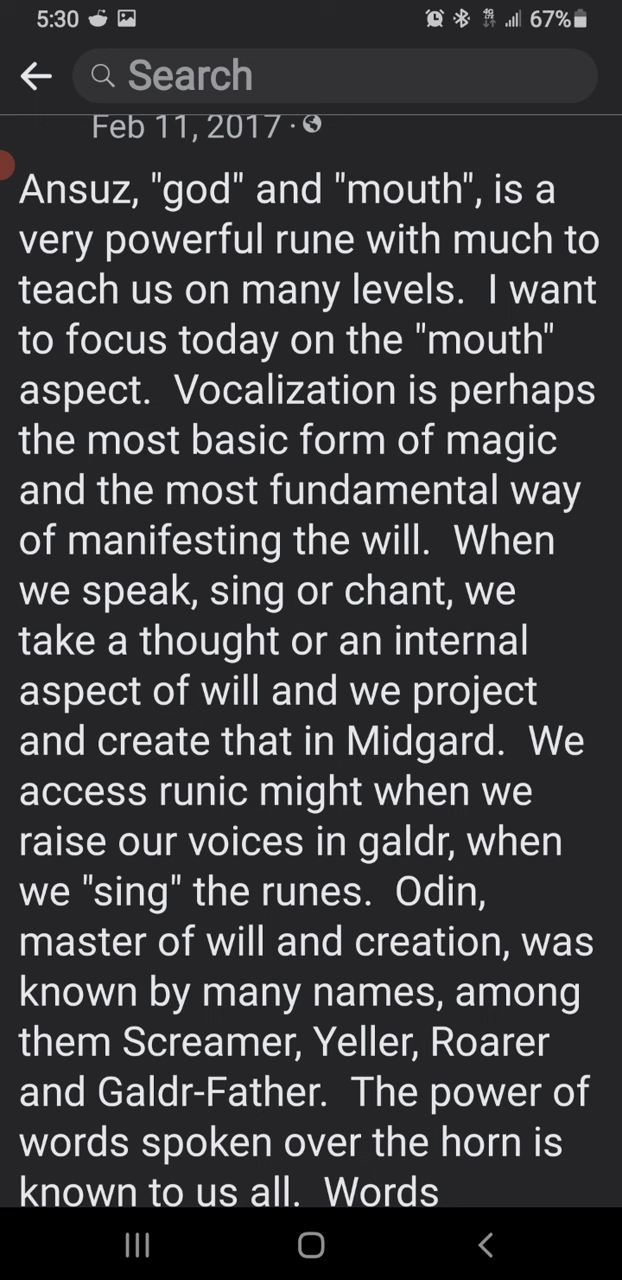 5:30 67%
Search
Feb 11, 2017 ·
Ansuz, "god" and "mouth", is a
very powerful rune with much to
teach us on many levels.  I want
to focus today on the "mouth"
aspect.  Vocalization is perhaps
the most basic form of magic
and the most fundamental way
of manifesting the will.  When
we speak, sing or chant, we
take a thought or an internal
aspect of will and we project
and create that in Midgard.  We
access runic might when we
raise our voices in galdr, when
we "sing" the runes.  Odin,
master of will and creation, was
known by many names, among
them Screamer, Yeller, Roarer
and Galdr-Father.  The power of
words spoken over the horn is
known to us all.  Words